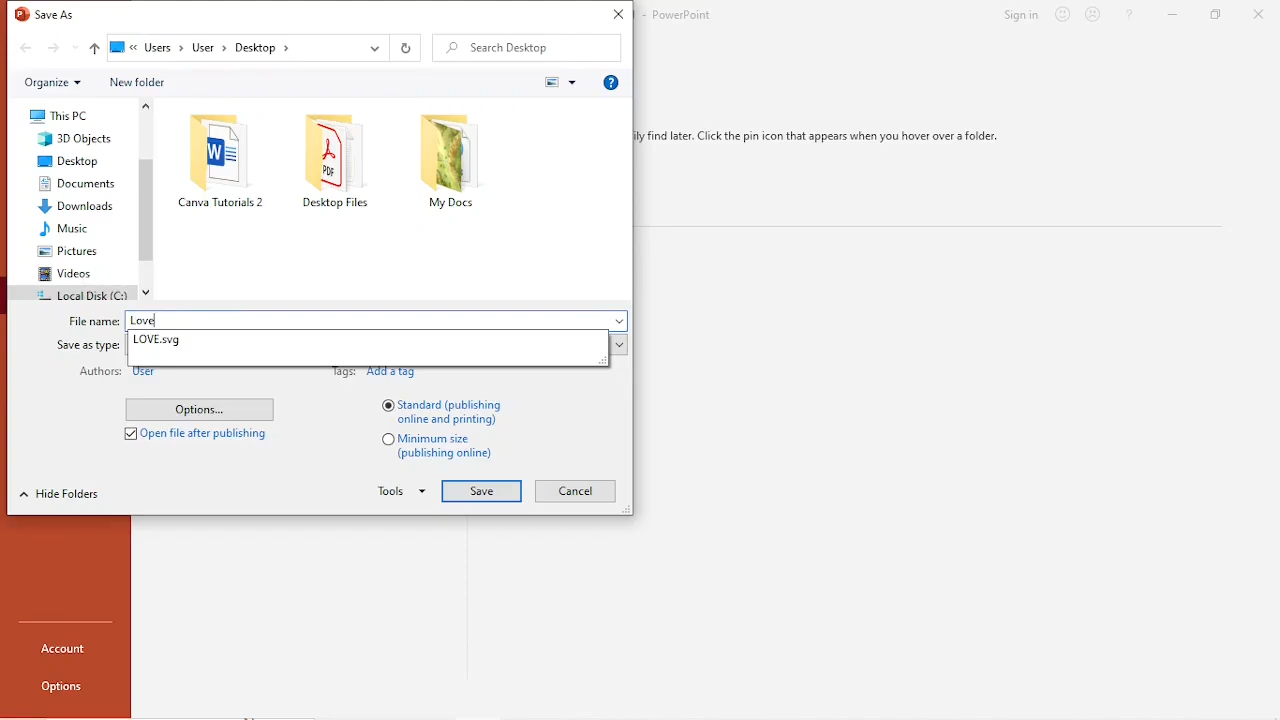 Save As
- PowerPoint
Sign in
?
Users
User
Desktop
Search Desktop
Organize
New folder
?
This PC
3D Objects
Desktop
Documents
Downloads
Music
Pictures
Videos
Local Disk (C:)
W
PDF
Canva Tutorials 2
Desktop Files
My Docs
ily find later. Click the pin icon that appears when you hover over a folder.
File name:
Love
LOVE.svg
Save as type:
Authors:
User
Tags:
Add a tag
Options...
Open file after publishing
Standard (publishing
online and printing)
Minimum size
(publishing online)
Hide Folders
Tools
Save
Cancel
Account
Options